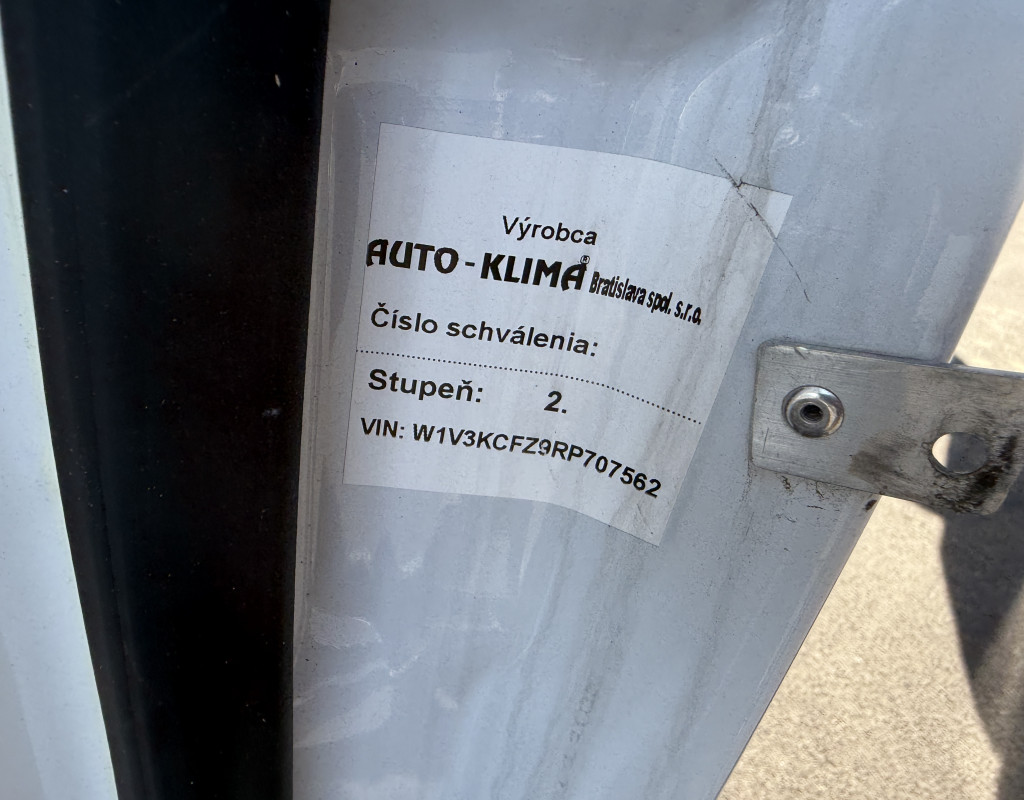 Výrobca
AUTO-KLIMA® Bratislava spol. s.r.o.
Číslo schválenia:
Stupeň: 2.
VIN: W1V3KCFZ9RP707562